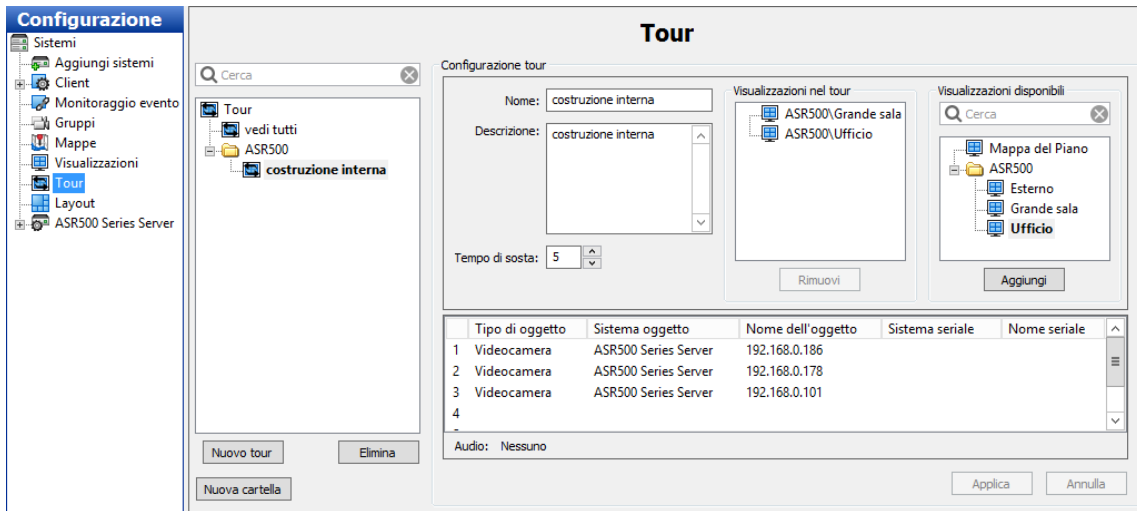 Configurazione
Sistemi
Aggiungi sistemi
Client
Monitoraggio evento
Gruppi
Mappe
Visualizzazioni
Tour
Layout
ASR500 Series Server
Tour
Cerca
Tour
vedi tutti
ASR500
costruzione interna
Nuovo tour
Elimina
Nuova cartella
Configurazione tour
Nome: costruzione interna
Descrizione: costruzione interna
Tempo di sosta: 5
Visualizzazioni nel tour
ASR500\Grande sala
ASR500\Ufficio
Rimuovi
Visualizzazioni disponibili
Cerca
Mappa del Piano
ASR500
Esterno
Grande sala
Ufficio
Aggiungi
Tipo di oggetto Sistema oggetto Nome dell'oggetto Sistema seriale Nome seriale
1 Videocamera ASR500 Series Server 192.168.0.186
2 Videocamera ASR500 Series Server 192.168.0.178
3 Videocamera ASR500 Series Server 192.168.0.101
4
Audio: Nessuno
Applica
Annulla